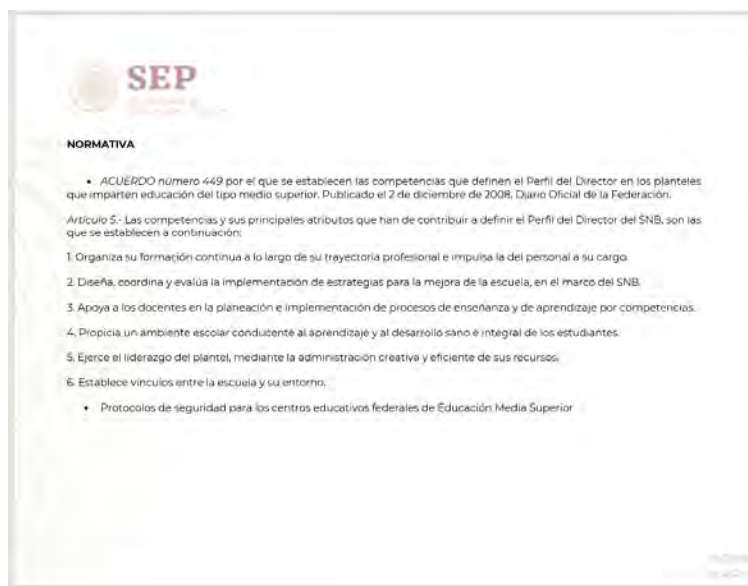 SEP
NORMATIVA
• ACUERDO número 449 por el que se establecen las competencias que definen el Perfil del Director en los planteles
que imparten educación del tipo medio superior. Publicado el 2 de diciembre de 2008, Diario Oficial de la Federación.
Artículo 5.- Las competencias y sus principales atributos que han de contribuir a definir el Perfil del Director del SNB, son las
que se establecen a continuación:
1. Organiza su formación continua a lo largo de su trayectoria profesional e impulsa la del personal a su cargo.
2. Diseña, coordina y evalúa la implementación de estrategias para la mejora de la escuela, en el marco del SNB.
3. Apoya a los docentes en la planeación e implementación de procesos de enseñanza y de aprendizaje por competencias.
4. Propicia un ambiente escolar conducente al aprendizaje y al desarrollo sano e integral de los estudiantes.
5. Ejerce el liderazgo del plantel, mediante la administración creativa y eficiente de sus recursos.
6. Establece vínculos entre la escuela y su entorno.
• Protocolos de seguridad para los centros educativos federales de Educación Media Superior